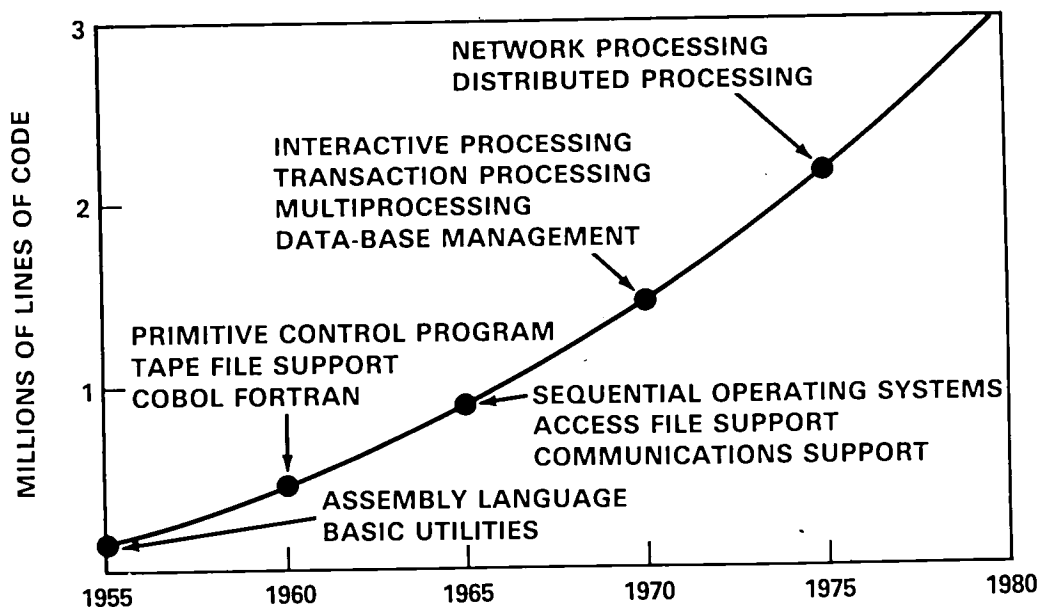 3
NETWORK PROCESSING
DISTRIBUTED PROCESSING
INTERACTIVE PROCESSING
TRANSACTION PROCESSING
MULTIPROCESSING
DATA-BASE MANAGEMENT
2
MILLIONS OF LINES OF CODE
PRIMITIVE CONTROL PROGRAM
TAPE FILE SUPPORT
COBOL FORTRAN
1
SEQUENTIAL OPERATING SYSTEMS
ACCESS FILE SUPPORT
COMMUNICATIONS SUPPORT
ASSEMBLY LANGUAGE
BASIC UTILITIES
1955 1960 1965 1970 1975 1980